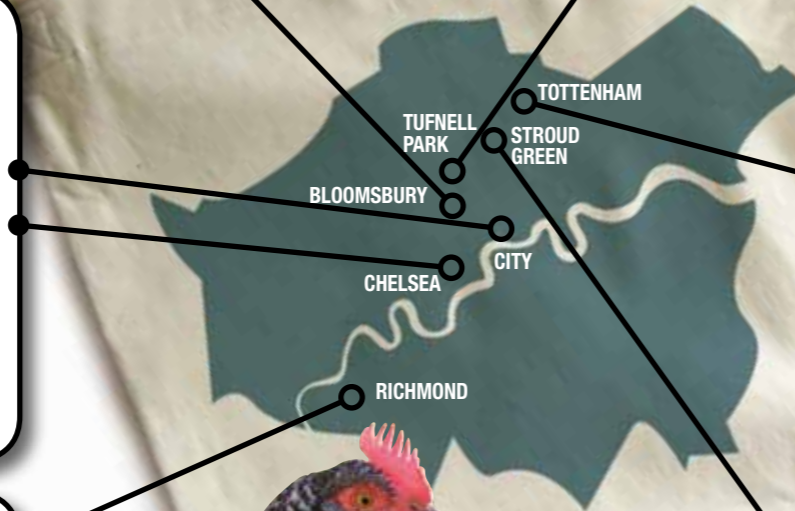 TOTTENHAM
TUFNELL
PARK
STROUD
GREEN
BLOOMSBURY
CITY
CHELSEA
RICHMOND